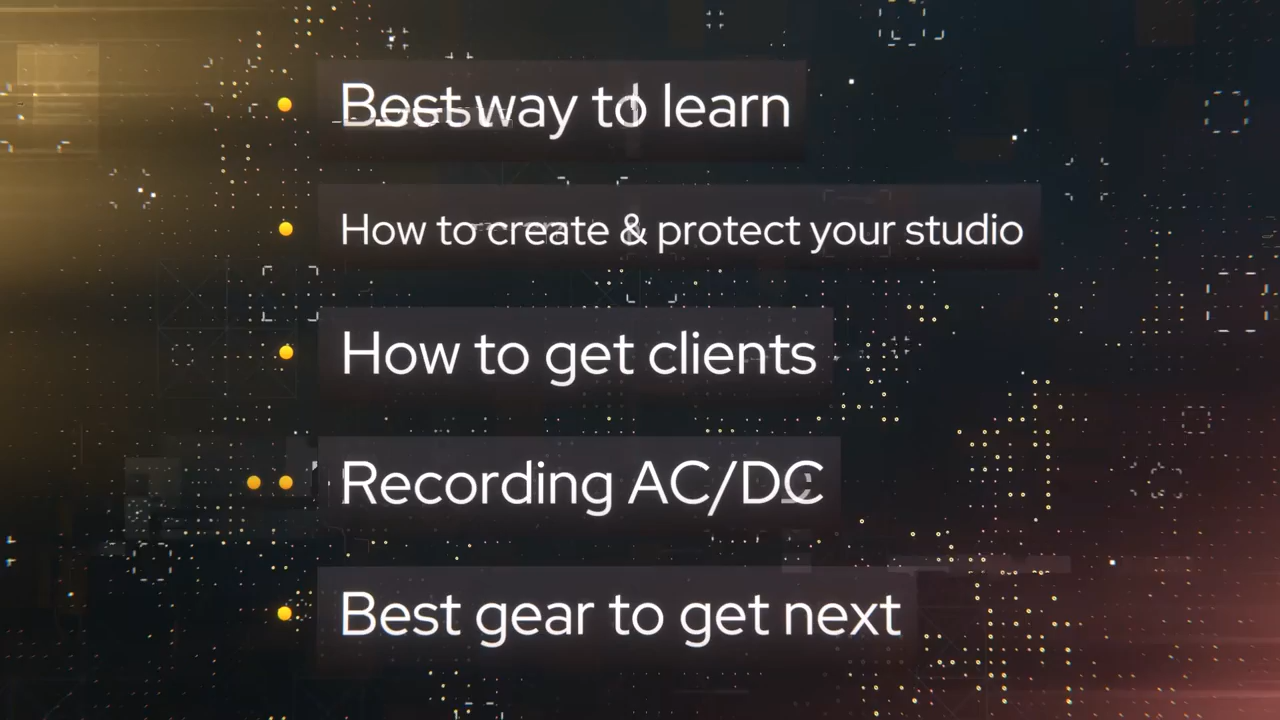 Best way to learn
How to create & protect your studio
How to get clients
Recording AC/DC
Best gear to get next